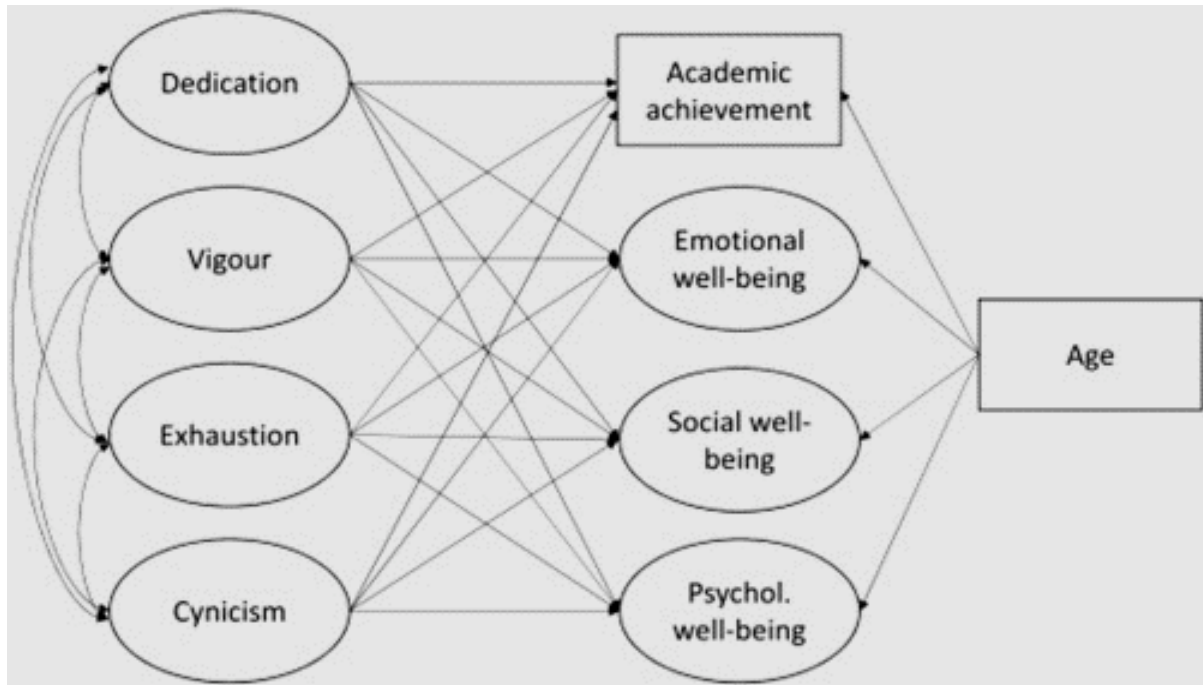 Dedication
Academic
achievement
Vigour
Emotional
well-being
Age
Exhaustion
Social well-
being
Cynicism
Psychol.
well-being